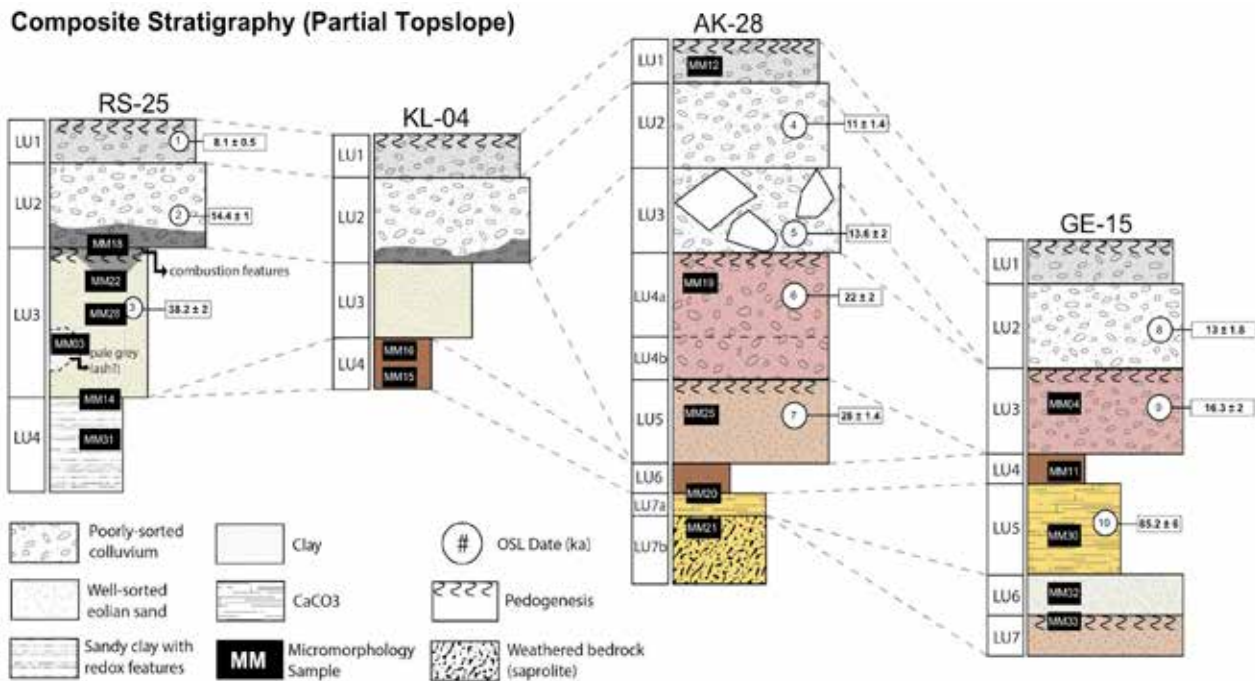 Composite Stratigraphy (Partial Topslope)
RS-25
LU1
LU2
LU3
LU4
1
8.1 ± 0.5
2
14.4 ± 1
MM18
combustion features
MM22
MM28
3
38.2 ± 2
MM03
pale grey
(ash?)
MM14
MM31
KL-04
LU1
LU2
LU3
LU4
MM16
MM15
AK-28
LU1
LU2
LU3
LU4a
LU4b
LU5
LU6
LU7a
LU7b
MM12
4
11 ± 1.4
5
13.6 ± 2
MM19
6
22 ± 2
MM25
7
28 ± 1.4
MM20
MM21
GE-15
LU1
LU2
LU3
LU4
LU5
LU6
LU7
8
13 ± 1.8
MM04
9
16.3 ± 2
MM11
10
MM30
MM32
MM33
Poorly-sorted
colluvium
Well-sorted
eolian sand
Sandy clay with
redox features
Clay
CaCO3
MM
Micromorphology
Sample
#
OSL Date (ka)
Pedogenesis
Weathered bedrock
(saprolite)